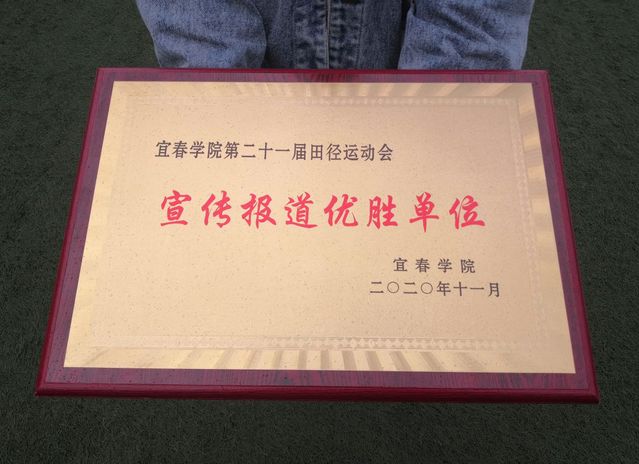 宜春学院第二十一届田径运动会
宣传报道优胜单位
宜春学院
二〇二〇年十一月